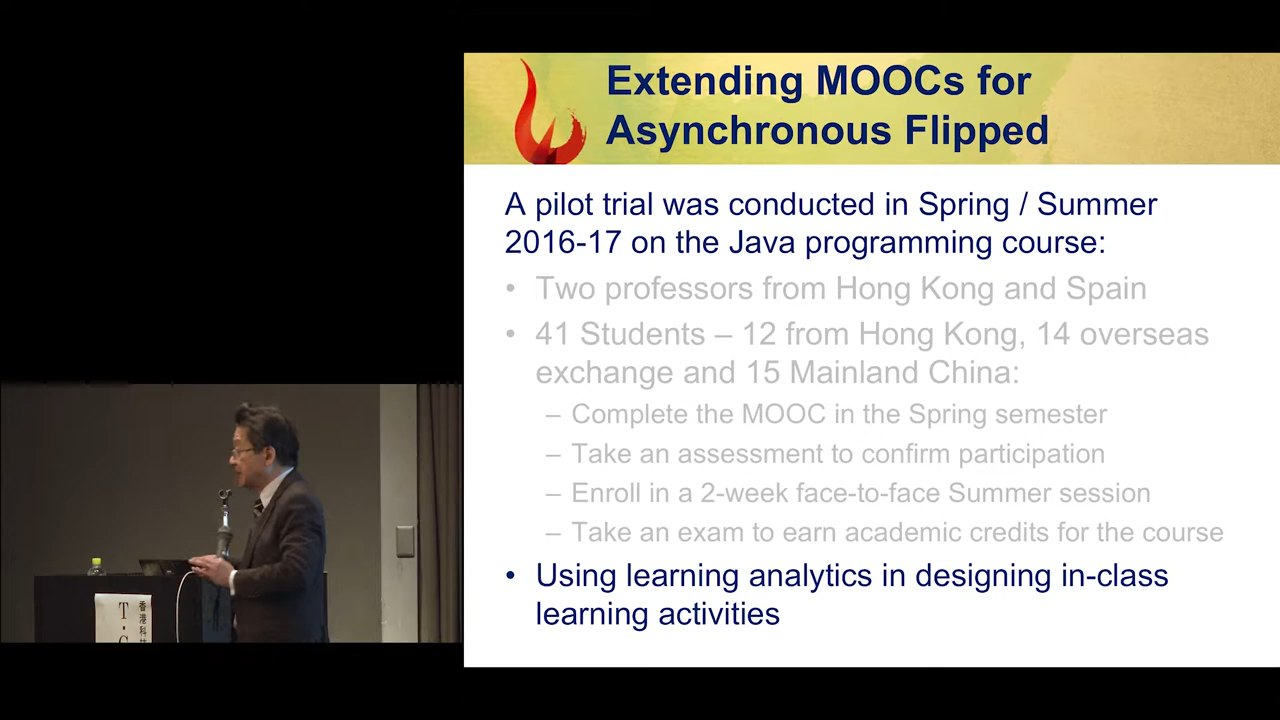 Extending MOOCs for
Asynchronous Flipped
A pilot trial was conducted in Spring / Summer
2016-17 on the Java programming course:
• Two professors from Hong Kong and Spain
• 41 Students – 12 from Hong Kong, 14 overseas
exchange and 15 Mainland China:
– Complete the MOOC in the Spring semester
– Take an assessment to confirm participation
– Enroll in a 2-week face-to-face Summer session
– Take an exam to earn academic credits for the course
• Using learning analytics in designing in-class
learning activities
香港科
T.